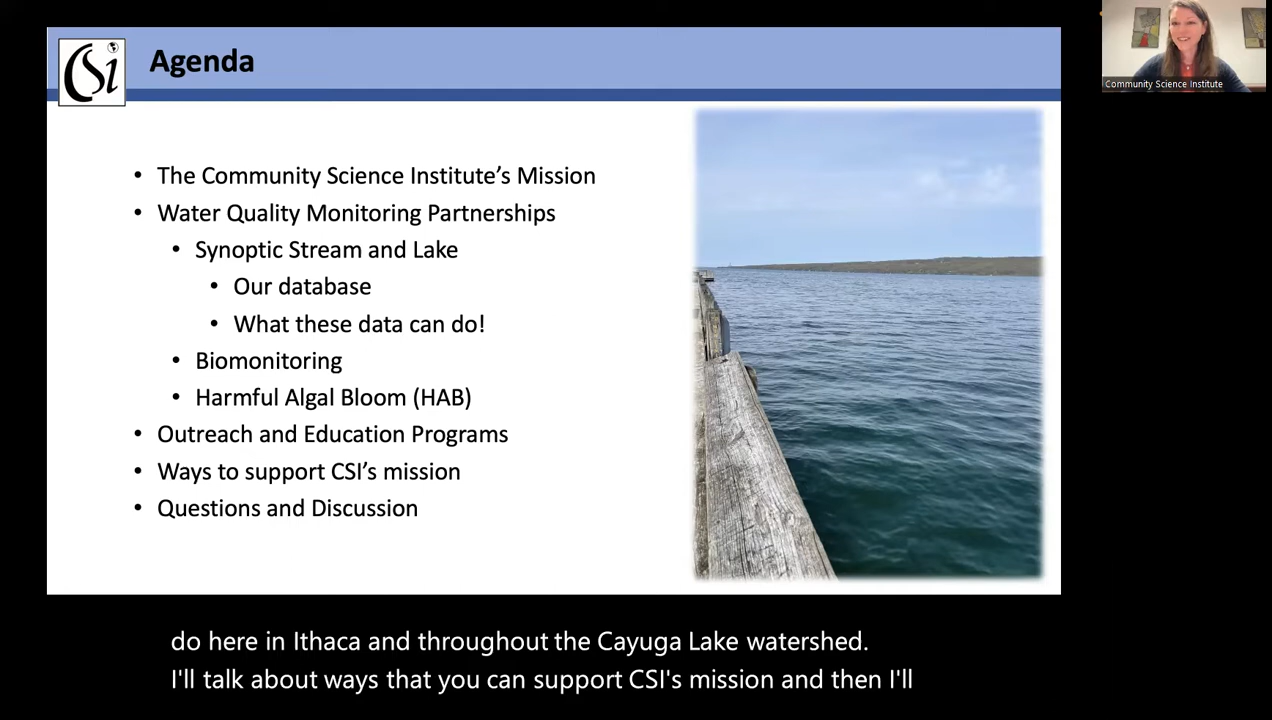 CSi
Agenda
Community Science Institute
• The Community Science Institute's Mission
• Water Quality Monitoring Partnerships
• Synoptic Stream and Lake
• Our database
• What these data can do!
• Biomonitoring
• Harmful Algal Bloom (HAB)
• Outreach and Education Programs
• Ways to support CSI's mission
• Questions and Discussion
do here in Ithaca and throughout the Cayuga Lake watershed.
I'll talk about ways that you can support CSI's mission and then I'll